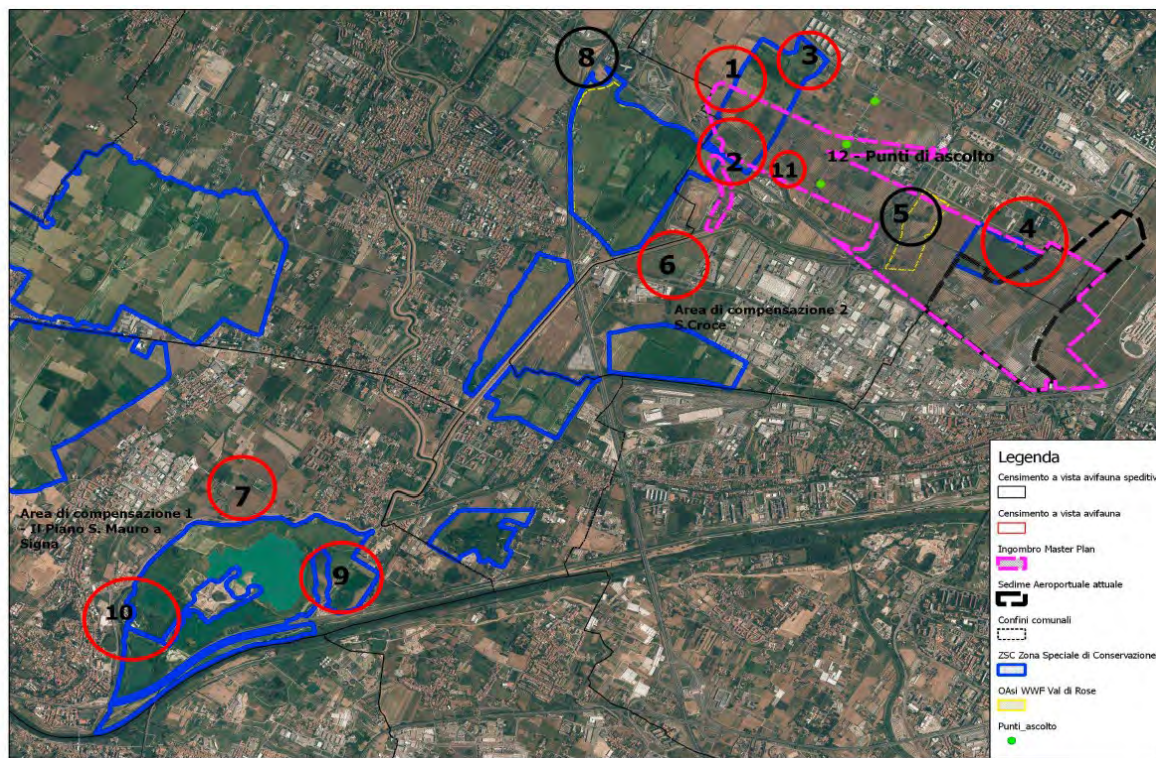 8
1
3
2
11
12 - Punti di ascolto
5
4
6
Area di compensazione 2
S.Croce
7
Area di compensazione 1
- Il Piano S. Mauro a
Signa
9
10
Legenda
Censimento a vista avifauna speditiv
Censimento a vista avifauna
Ingombro Master Plan
Sedime Aeroportuale attuale
Confini comunali
ZSC Zona Speciale di Conservazione
OAsi WWF Val di Rose
Punti_ascolto